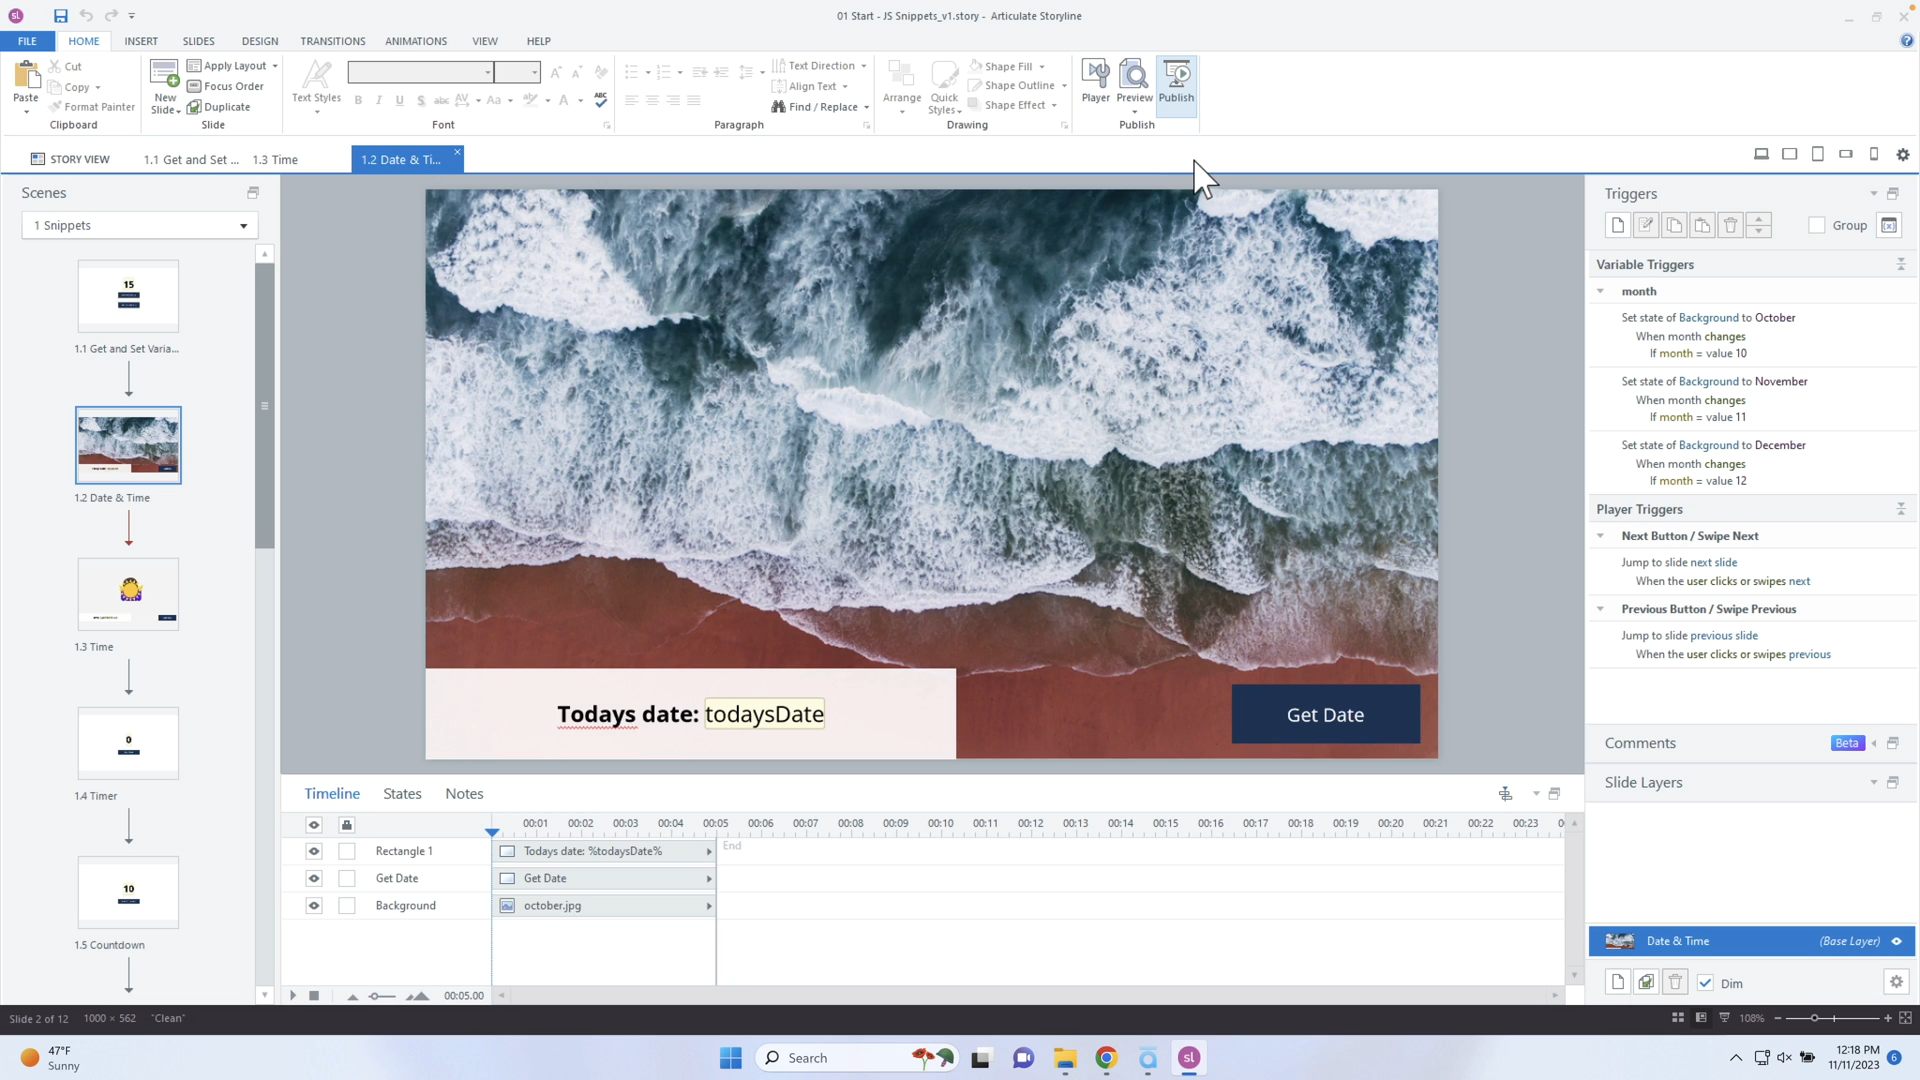 sl
01 Start - JS Snippets_v1.story - Articulate Storyline
FILE
HOME
INSERT
SLIDES
DESIGN
TRANSITIONS
ANIMATIONS
VIEW
HELP
Paste
Cut
Copy
Format Painter
Clipboard
New
Slide
Apply Layout
Focus Order
Duplicate
Slide
Text Styles
B I U S abc AV Aa A
ABC
Font
Text Direction
Align Text
Find / Replace
Paragraph
Arrange
Quick
Styles
Shape Fill
Shape Outline
Shape Effect
Drawing
Player
Preview
Publish
Publish
STORY VIEW
1.1 Get and Set ...
1.3 Time
1.2 Date & Ti...
Scenes
1 Snippets
15
1.1 Get and Set Varia...
1.2 Date & Time
1.3 Time
0
1.4 Timer
10
1.5 Countdown
Todays date: todaysDate
Get Date
Triggers
Group
Variable Triggers
month
Set state of Background to October
When month changes
If month = value 10
Set state of Background to November
When month changes
If month = value 11
Set state of Background to December
When month changes
If month = value 12
Player Triggers
Next Button / Swipe Next
Jump to slide next slide
When the user clicks or swipes next
Previous Button / Swipe Previous
Jump to slide previous slide
When the user clicks or swipes previous
Comments
Beta
Slide Layers
Date & Time
(Base Layer)
Dim
Timeline
States
Notes
00:01 00:02 00:03 00:04 00:05 00:06 00:07 00:08 00:09 00:10 00:11 00:12 00:13 00:14 00:15 00:16 00:17 00:18 00:19 00:20 00:21 00:22 00:23
Rectangle 1
Todays date: %todaysDate%
End
Get Date
Get Date
Background
october.jpg
00:05.00
Slide 2 of 12
1000 × 562
"Clean"
108%
47°F
Sunny
Search
sl
12:18 PM
11/11/2023
6